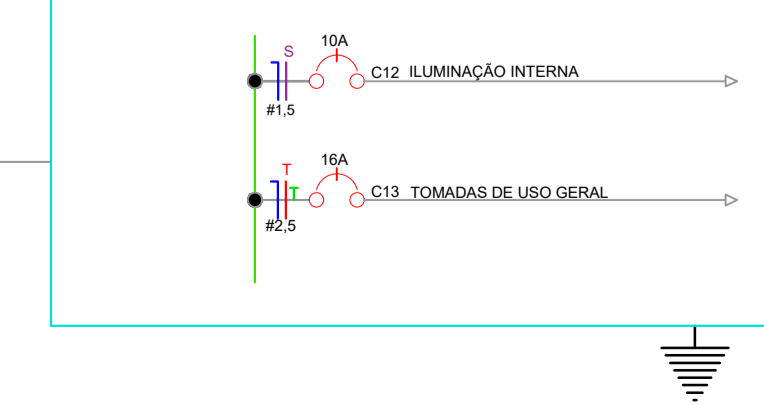 10A
S
C12 ILUMINAÇÃO INTERNA
#1,5
16A
T
T
C13 TOMADAS DE USO GERAL
#2,5